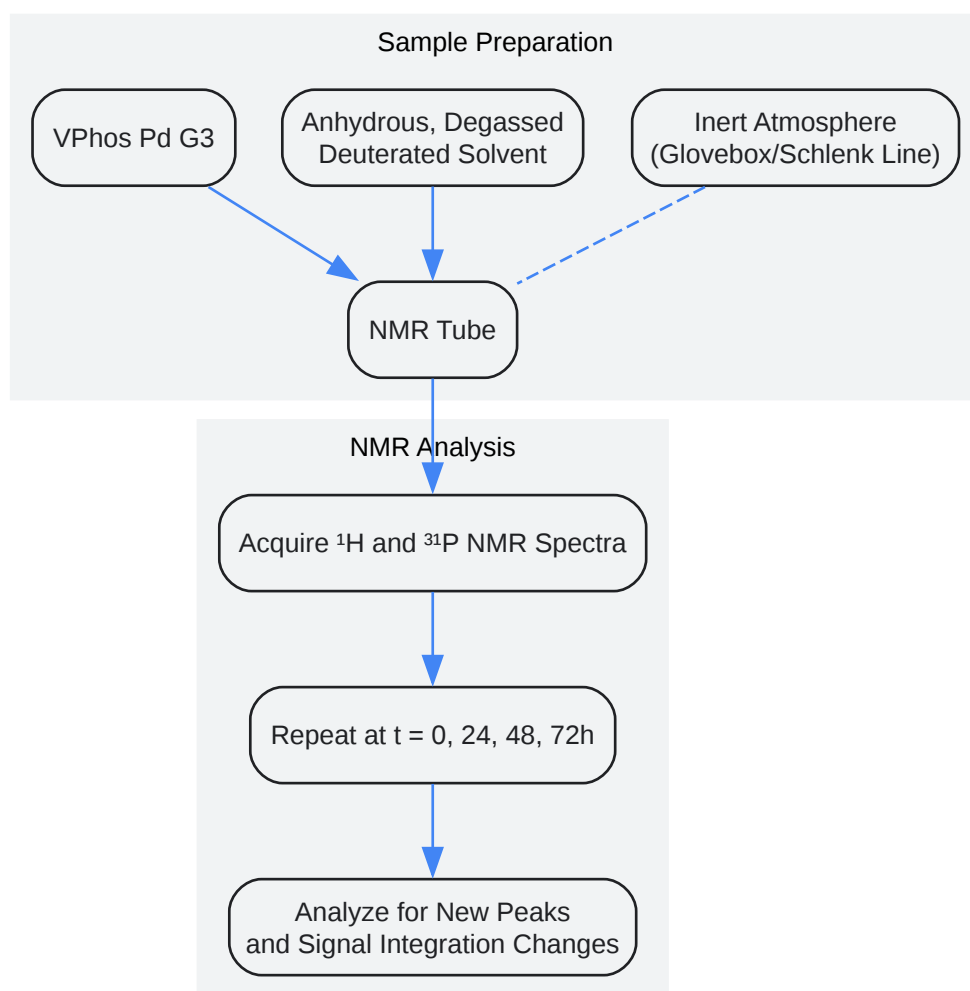 Sample Preparation
VPhos Pd G3
Anhydrous, Degassed
Deuterated Solvent
Inert Atmosphere
(Glovebox/Schlenk Line)
NMR Tube
NMR Analysis
Acquire ¹H and ³¹P NMR Spectra
Repeat at t = 0, 24, 48, 72h
Analyze for New Peaks
and Signal Integration Changes